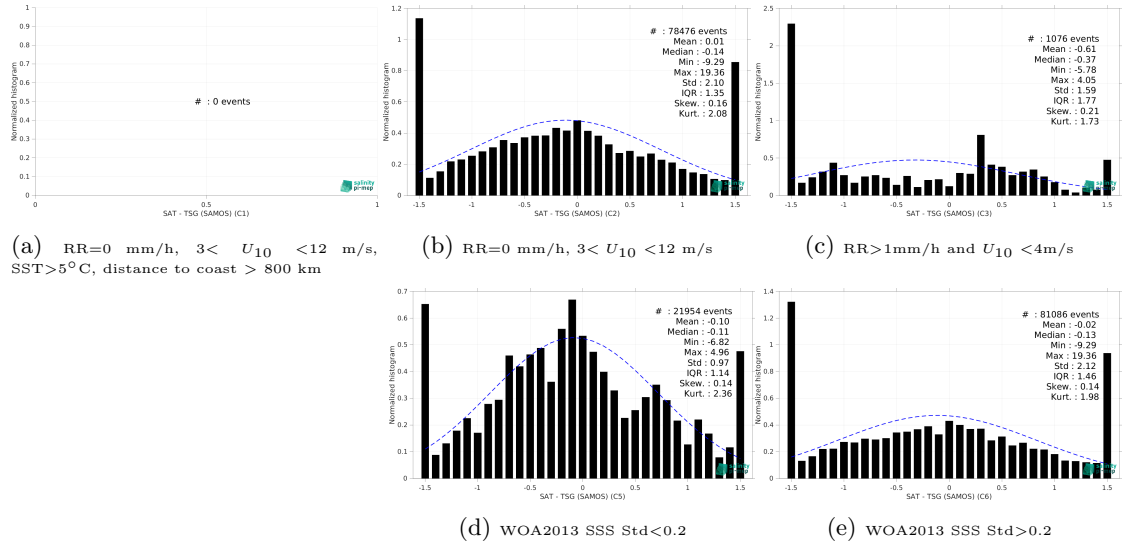 1
0.9
0.8
0.7
0.6
0.5
0.4
0.3
0.2
0.1
0
Normalized histogram
# : 0 events
salinity
pi-mep
0 0.5 1
SAT - TSG (SAMOS) (C1)
(a) RR=0 mm/h, 3< U10 <12 m/s,
SST>5°C, distance to coast > 800 km
1.2
1
0.8
0.6
0.4
0.2
0
Normalized histogram
# : 78476 events
Mean : 0.01
Median : -0.14
Min : -9.29
Max : 19.36
Std : 2.10
IQR : 1.35
Skew. : 0.16
Kurt. : 2.08
salinity
pi-mep
-1.5 -1 -0.5 0 0.5 1 1.5
SAT - TSG (SAMOS) (C2)
(b) RR=0 mm/h, 3< U10 <12 m/s
2.5
2
1.5
1
0.5
0
Normalized histogram
# : 1076 events
Mean : -0.61
Median : -0.37
Min : -5.78
Max : 4.05
Std : 1.59
IQR : 1.77
Skew. : 0.21
Kurt. : 1.73
salinity
pi-mep
-1.5 -1 -0.5 0 0.5 1 1.5
SAT - TSG (SAMOS) (C3)
(c) RR>1mm/h and U10 <4m/s
0.7
0.6
0.5
0.4
0.3
0.2
0.1
0
Normalized histogram
# : 21954 events
Mean : -0.10
Median : -0.11
Min : -6.82
Max : 4.96
Std : 0.97
IQR : 1.14
Skew. : 0.14
Kurt. : 2.36
salinity
pi-mep
-1.5 -1 -0.5 0 0.5 1 1.5
SAT - TSG (SAMOS) (C5)
(d) WOA2013 SSS Std<0.2
1.4
1.2
1
0.8
0.6
0.4
0.2
0
Normalized histogram
# : 81086 events
Mean : -0.02
Median : -0.13
Min : -9.29
Max : 19.36
Std : 2.12
IQR : 1.46
Skew. : 0.14
Kurt. : 1.98
salinity
pi-mep
-1.5 -1 -0.5 0 0.5 1 1.5
SAT - TSG (SAMOS) (C6)
(e) WOA2013 SSS Std>0.2